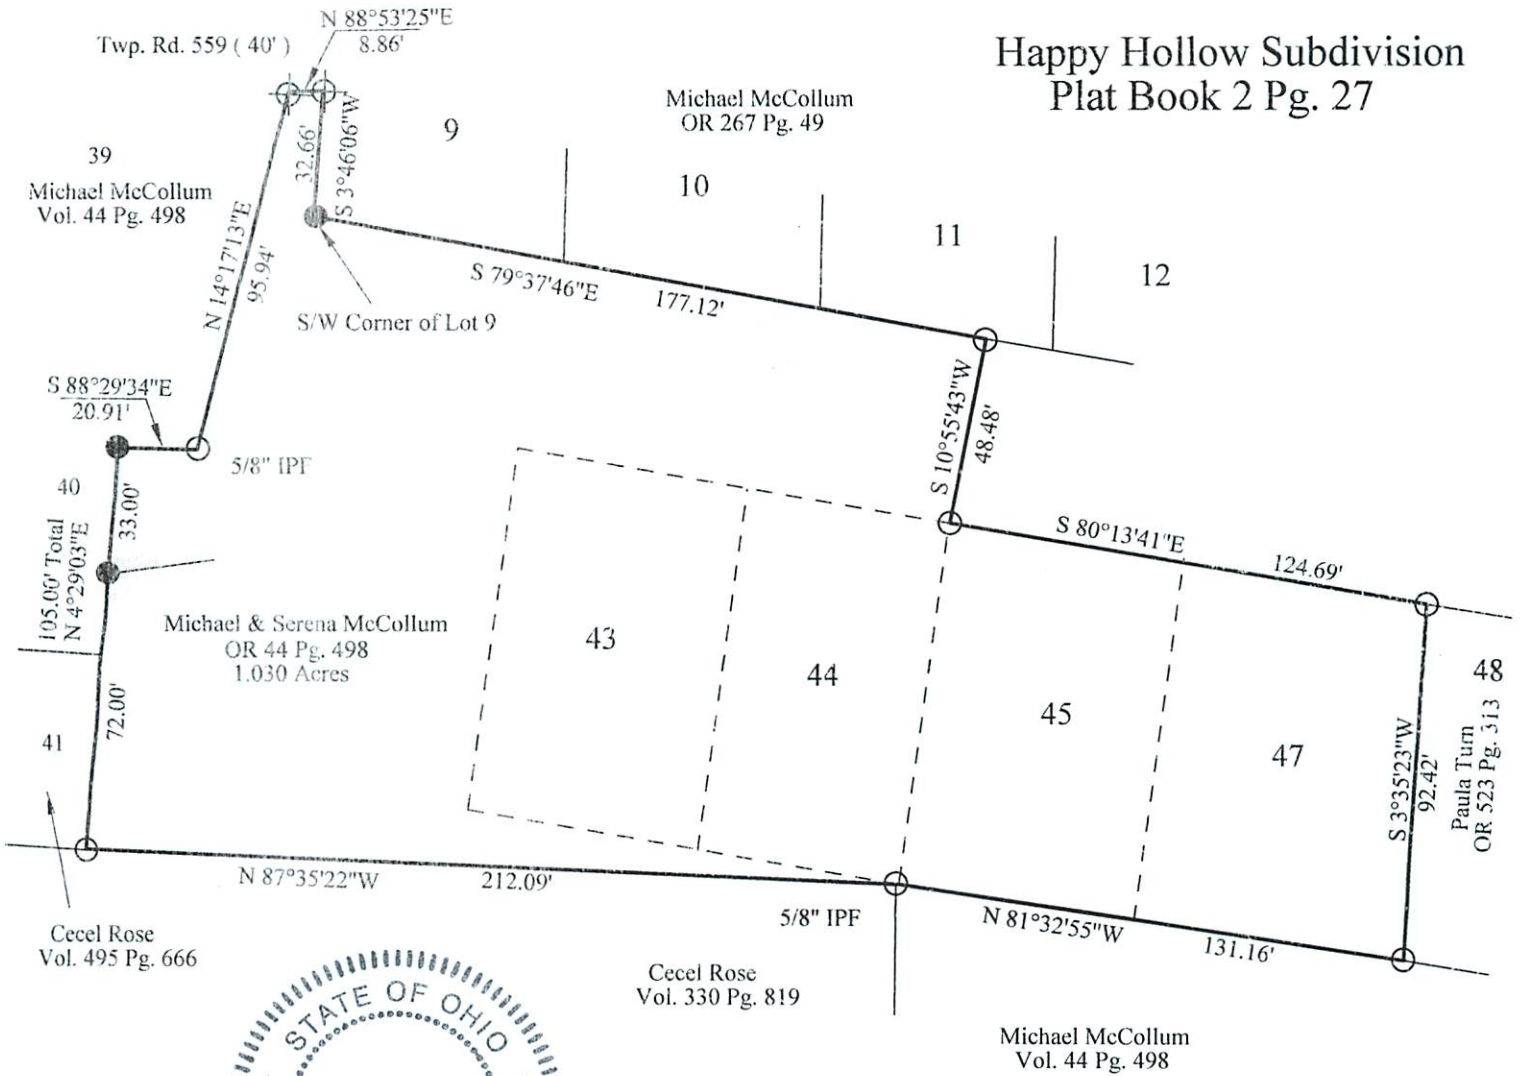 Happy Hollow Subdivision
Plat Book 2 Pg. 27
Twp. Rd. 559 ( 40' )
N 88°53'25"E
8.86'
Michael McCollum
OR 267 Pg. 49
39
Michael McCollum
Vol. 44 Pg. 498
9
10
11
12
32.66'
S 3°46'06"W
N 14°17'13"E
95.94'
S 79°37'46"E
177.12'
S/W Corner of Lot 9
S 88°29'34"E
20.91'
5/8" IPF
S 10°55'43"W
48.48'
40
33.00'
105.00' Total
N 4°29'03"E
S 80°13'41"E
124.69'
Michael & Serena McCollum
OR 44 Pg. 498
1.030 Acres
43
44
45
47
48
Paula Turn
OR 523 Pg. 313
S 3°35'23"W
92.42'
72.00'
41
N 87°35'22"W
212.09'
5/8" IPF
N 81°32'55"W
131.16'
Cecel Rose
Vol. 495 Pg. 666
Cecel Rose
Vol. 330 Pg. 819
Michael McCollum
Vol. 44 Pg. 498
STATE OF OHIO